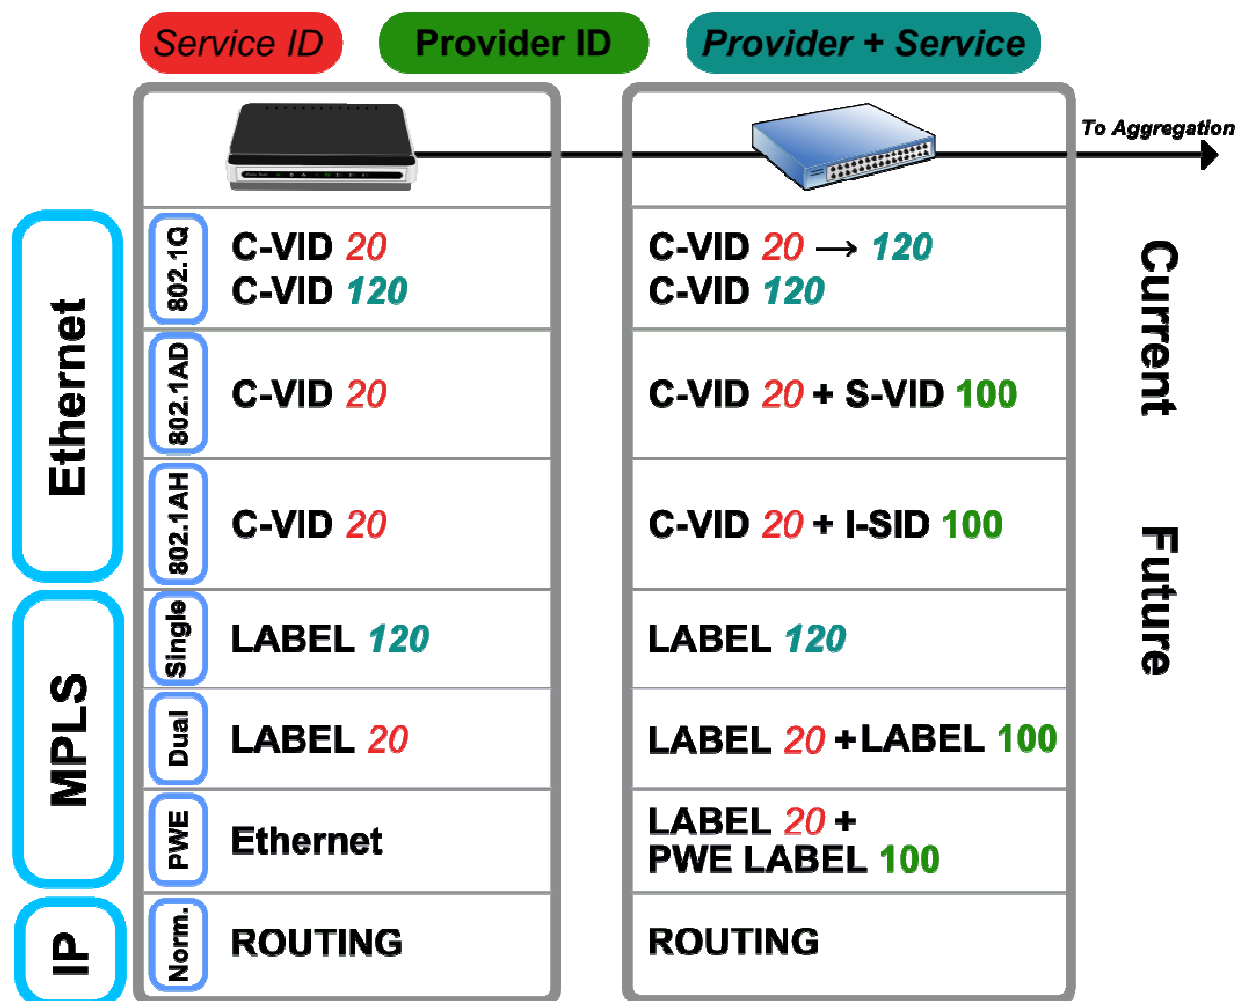 Service ID
Provider ID
Provider + Service
To Aggregation
Ethernet
802.1Q
C-VID 20
C-VID 120
C-VID 20 → 120
C-VID 120
Current
802.1AD
C-VID 20
C-VID 20 + S-VID 100
802.1AH
C-VID 20
C-VID 20 + I-SID 100
Future
MPLS
Single
LABEL 120
LABEL 120
Dual
LABEL 20
LABEL 20 +LABEL 100
PWE
Ethernet
LABEL 20 +
PWE LABEL 100
IP
Norm.
ROUTING
ROUTING